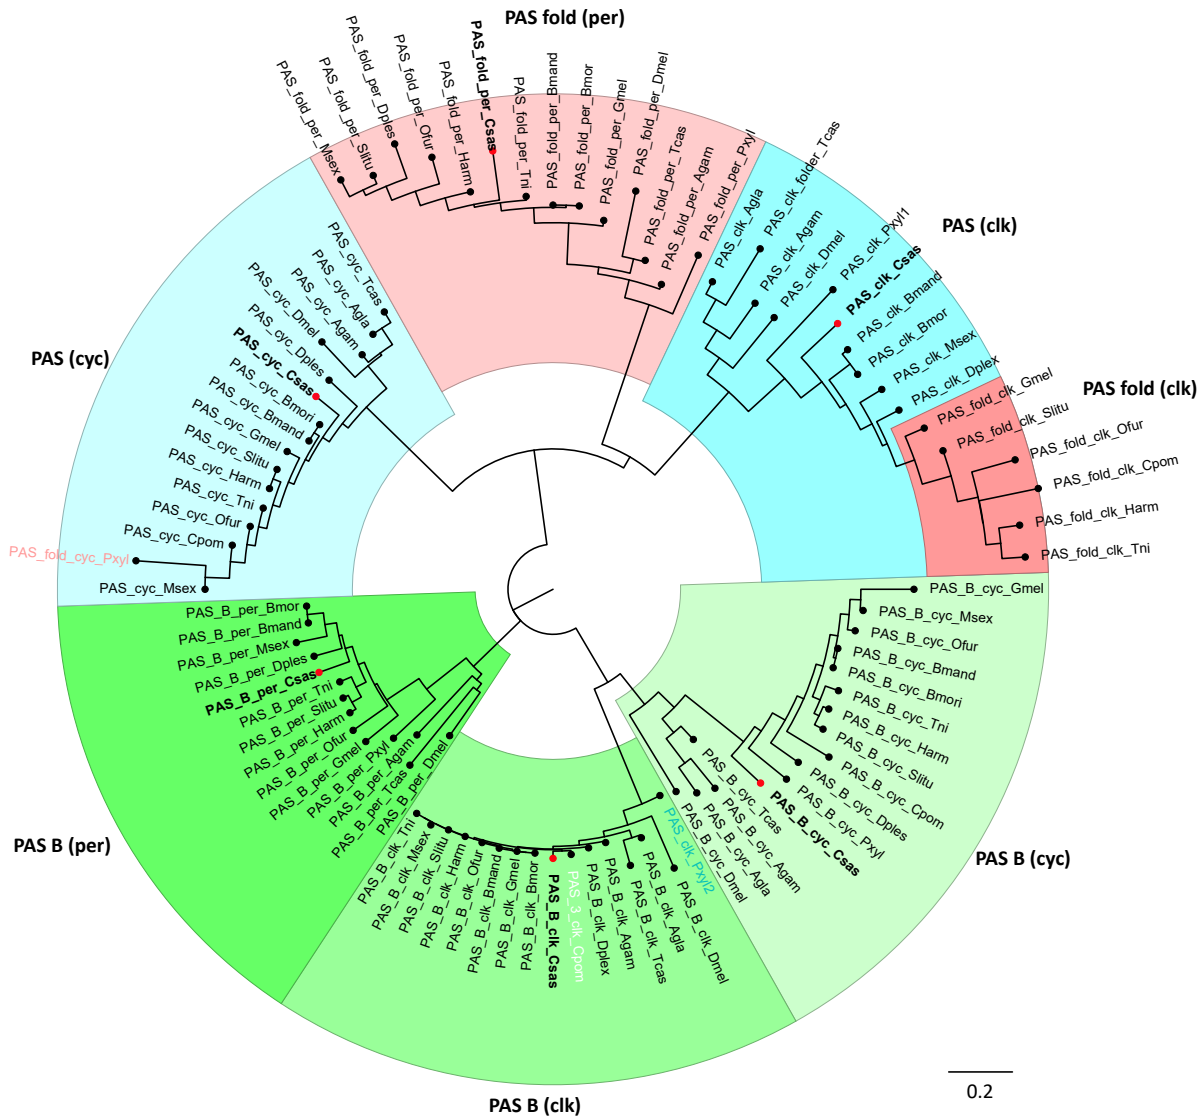 PAS fold (per)
PAS_fold_per_Msex
PAS_fold_per_Slitu
PAS_fold_per_Dples
PAS_fold_per_Ofur
PAS_fold_per_Harm
PAS_fold_per_Csas
PAS_fold_per_Tni
PAS_fold_per_Bmand
PAS_fold_per_Bmor
PAS_fold_per_Gmel
PAS_fold_per_Dmel
PAS_fold_per_Tcas
PAS_fold_per_Agam
PAS_fold_per_Pxyl
PAS (clk)
PAS_clk_Agla
PAS_clk_folder_Tcas
PAS_clk_Agam
PAS_clk_Dmel
PAS_clk_Pxyl1
PAS_clk_Csas
PAS_clk_Bmand
PAS_clk_Bmor
PAS_clk_Msex
PAS_clk_Dplex
PAS fold (clk)
PAS_fold_clk_Gmel
PAS_fold_clk_Slitu
PAS_fold_clk_Ofur
PAS_fold_clk_Cpom
PAS_fold_clk_Harm
PAS_fold_clk_Tni
PAS_B_cyc_Gmel
PAS_B_cyc_Msex
PAS_B_cyc_Ofur
PAS_B_cyc_Bmand
PAS_B_cyc_Bmori
PAS_B_cyc_Tni
PAS_B_cyc_Harm
PAS_B_cyc_Slitu
PAS_B_cyc_Cpom
PAS_B_cyc_Dples
PAS_B_cyc_Pxyl
PAS_B_cyc_Csas
PAS_B_cyc_Tcas
PAS_B_cyc_Agam
PAS_B_cyc_Agla
PAS_B_cyc_Dmel
PAS B (cyc)
PAS_clk_Pxyl2
PAS_B_clk_Dmel
PAS_B_clk_Agla
PAS_B_clk_Tcas
PAS_B_clk_Agam
PAS_B_clk_Dplex
PAS_3_clk_Cpom
PAS_B_clk_Csas
PAS_B_clk_Bmor
PAS_B_clk_Gmel
PAS_B_clk_Bmand
PAS_B_clk_Ofur
PAS_B_clk_Harm
PAS_B_clk_Slitu
PAS_B_clk_Msex
PAS_B_clk_Tni
PAS B (clk)
PAS_B_per_Dmel
PAS_B_per_Tcas
PAS_B_per_Agam
PAS_B_per_Pxyl
PAS_B_per_Gmel
PAS_B_per_Ofur
PAS_B_per_Harm
PAS_B_per_Slitu
PAS_B_per_Tni
PAS_B_per_Csas
PAS_B_per_Dples
PAS_B_per_Msex
PAS_B_per_Bmand
PAS_B_per_Bmor
PAS B (per)
PAS_cyc_Msex
PAS_fold_cyc_Pxyl
PAS_cyc_Cpom
PAS_cyc_Ofur
PAS_cyc_Tni
PAS_cyc_Harm
PAS_cyc_Slitu
PAS_cyc_Gmel
PAS_cyc_Bmand
PAS_cyc_Bmori
PAS_cyc_Csas
PAS_cyc_Dples
PAS_cyc_Dmel
PAS_cyc_Agam
PAS_cyc_Agla
PAS_cyc_Tcas
PAS (cyc)
0.2